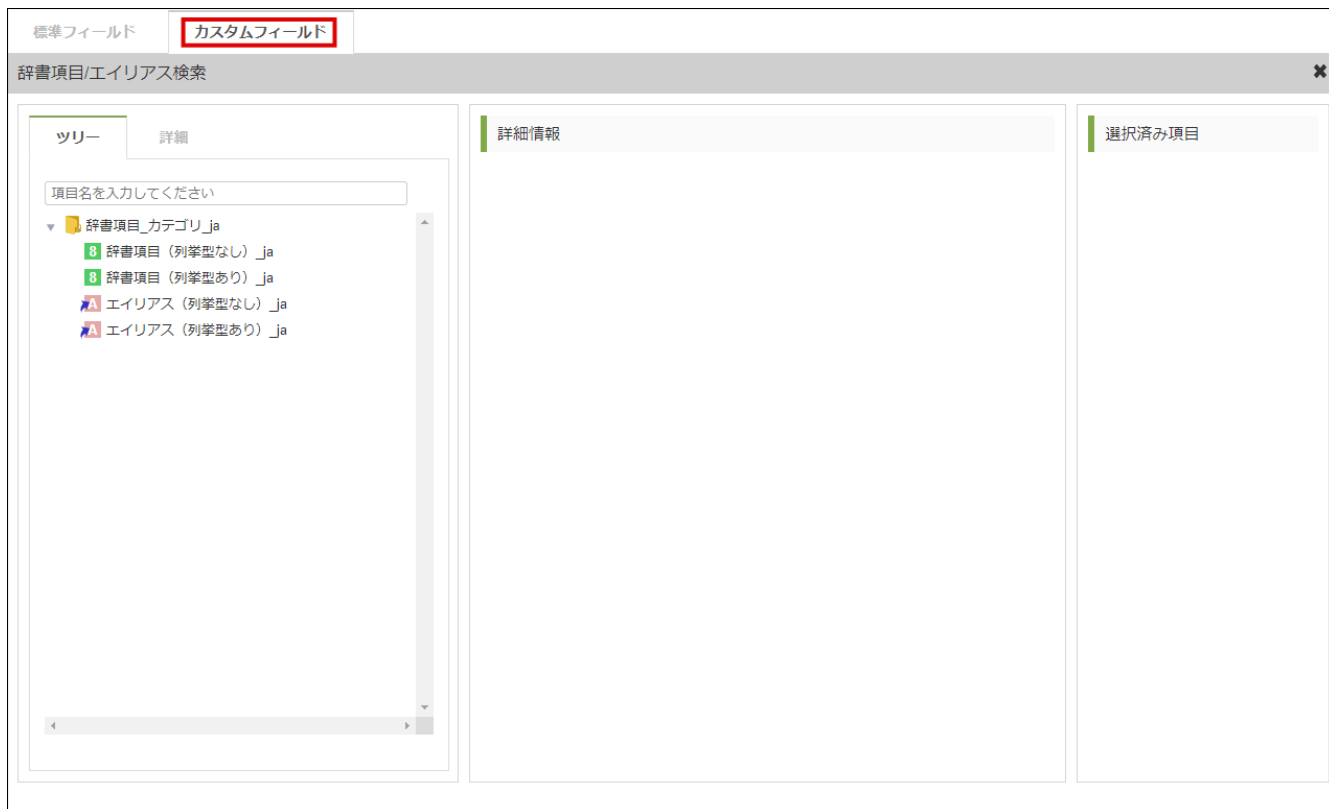 標準フィールド カスタムフィールド
辞書項目/エイリアス検索 ✖
ツリー 詳細
項目名を入力してください
辞書項目_カテゴリ_ja
8 辞書項目（列挙型なし）_ja
8 辞書項目（列挙型あり）_ja
A エイリアス（列挙型なし）_ja
A エイリアス（列挙型あり）_ja
詳細情報
選択済み項目